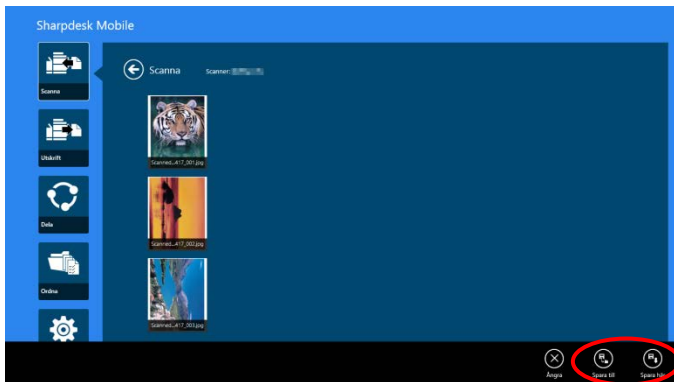 Sharpdesk Mobile
Scanna
Utskrift
Dela
Ordna
Scanna
Scanner:
Scanned...417_001.jpg
Scanned...417_002.jpg
Scanned...417_003.jpg
Ångra
Spara till
Spara här